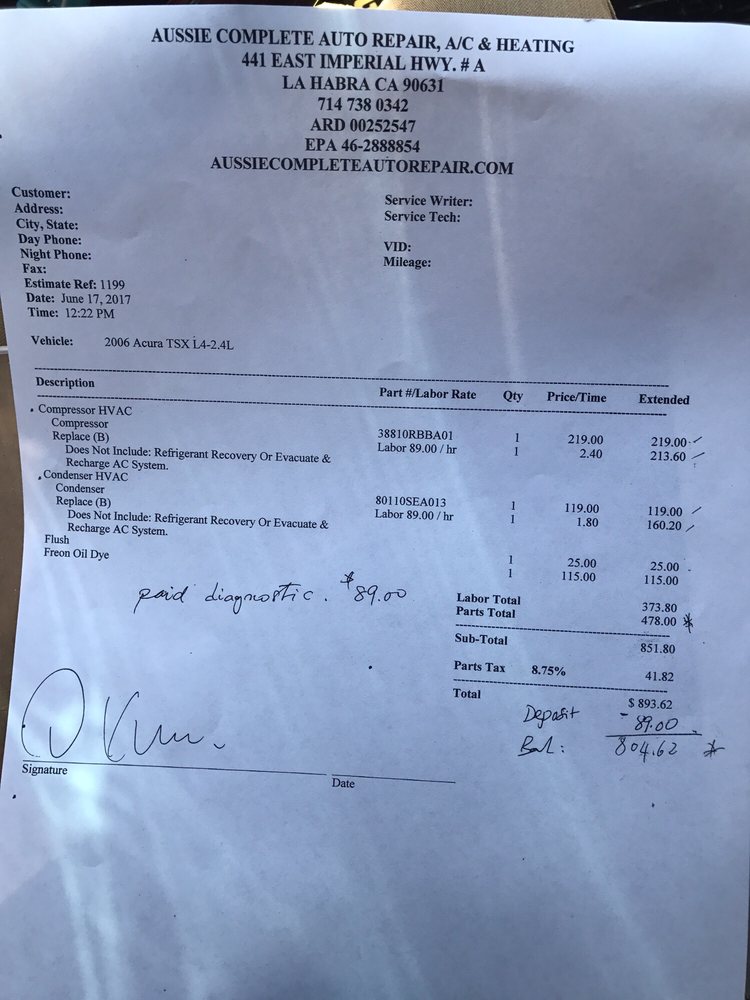 AUSSIE COMPLETE AUTO REPAIR, A/C & HEATING
441 EAST IMPERIAL HWY. # A
LA HABRA CA 90631
714 738 0342
ARD 00252547
EPA 46-2888854
AUSSIECOMPLETEAUTOREPAIR.COM
Customer:
Address:
City, State:
Day Phone:
Night Phone:
Fax:
Estimate Ref: 1199
Date: June 17, 2017
Time: 12:22 PM
Service Writer:
Service Tech:
VID:
Mileage:
Vehicle: 2006 Acura TSX L4-2.4L
Description Part #/Labor Rate Qty Price/Time Extended
Compressor HVAC
Compressor 38810RBBA01 1 219.00 219.00
Replace (B) Labor 89.00 / hr 1 2.40 213.60
Does Not Include: Refrigerant Recovery Or Evacuate &
Recharge AC System.
Condenser HVAC
Condenser 80110SEA013 1 119.00 119.00
Replace (B) Labor 89.00 / hr 1 1.80 160.20
Does Not Include: Refrigerant Recovery Or Evacuate &
Recharge AC System.
Flush 1 25.00 25.00
Freon Oil Dye 1 115.00 115.00
paid diagnostic. $89.00
Labor Total 373.80
Parts Total 478.00 *
Sub-Total 851.80
Parts Tax 8.75% 41.82
Total $ 893.62
Deposit - 89.00
Bal: 804.62 *
Signature
Date